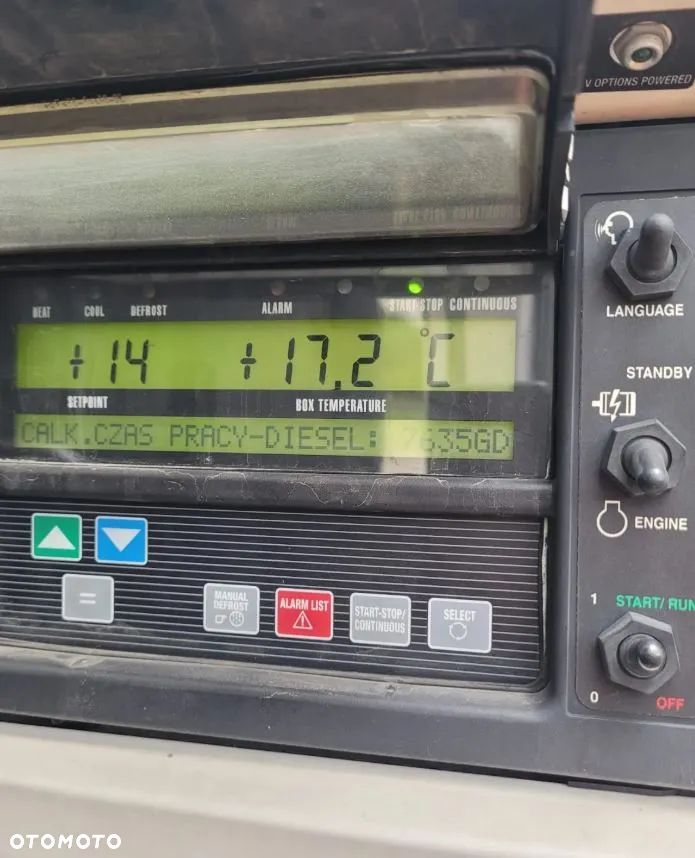 V OPTIONS POWERED
HEAT COOL DEFROST ALARM START-STOP CONTINUOUS
+14 +17,2 °C
SETPOINT BOX TEMPERATURE
CALK.CZAS PRACY-DIESEL: 7635GD
LANGUAGE
STANDBY
ENGINE
=
MANUAL DEFROST
ALARM LIST
START-STOP/
CONTINUOUS
SELECT
1 START/RUN
0 OFF
OTOMOTO